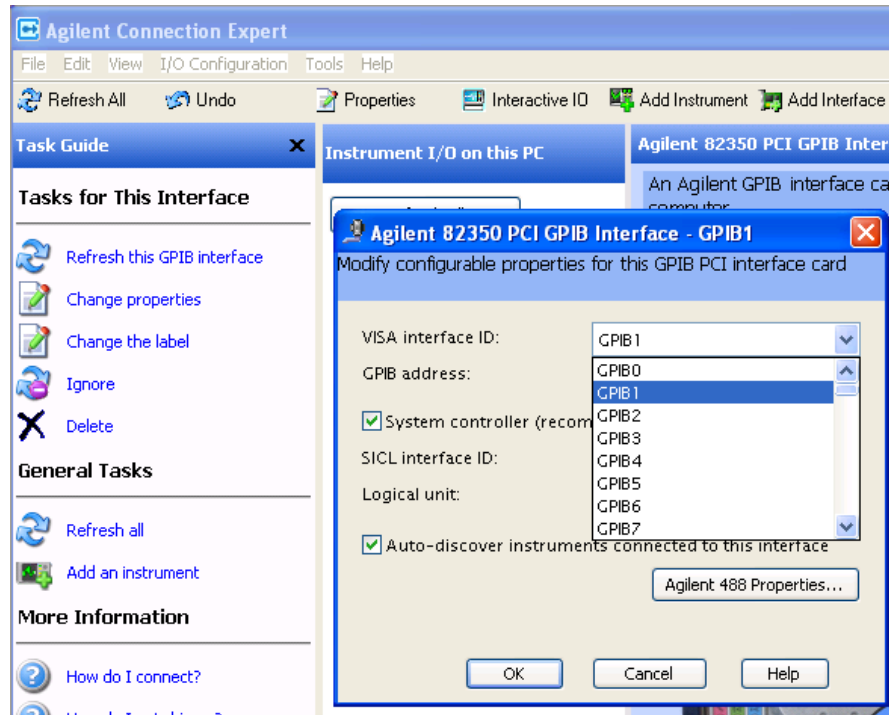 Agilent Connection Expert
File Edit View I/O Configuration Tools Help
Refresh All Undo Properties Interactive IO Add Instrument Add Interface
Task Guide
Tasks for This Interface
Refresh this GPIB interface
Change properties
Change the label
Ignore
Delete
General Tasks
Refresh all
Add an instrument
More Information
How do I connect?
Instrument I/O on this PC
Agilent 82350 PCI GPIB Inter
An Agilent GPIB interface ca
computer
Agilent 82350 PCI GPIB Interface - GPIB1
Modify configurable properties for this GPIB PCI interface card
VISA interface ID: GPIB1
GPIB address:
System controller (recom
SICL interface ID:
Logical unit:
GPIB0
GPIB1
GPIB2
GPIB3
GPIB4
GPIB5
GPIB6
GPIB7
Auto-discover instruments connected to this interface
Agilent 488 Properties...
OK Cancel Help